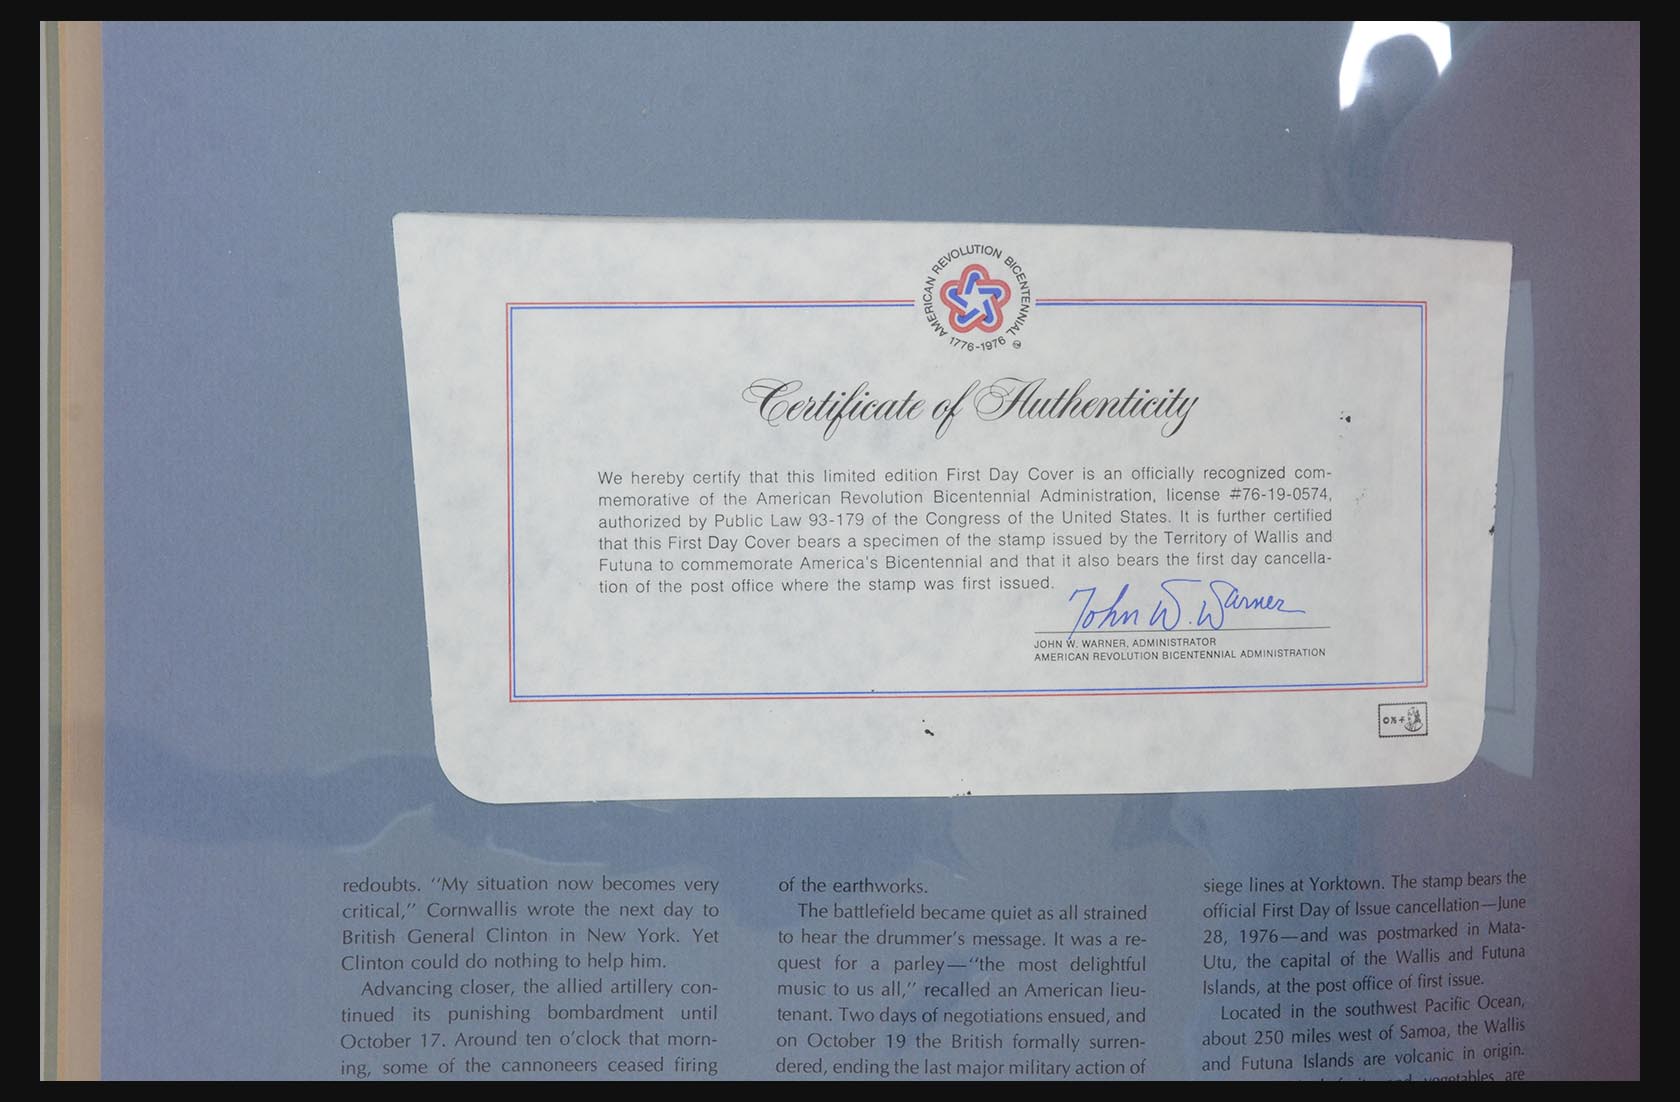 AMERICAN REVOLUTION BICENTENNIAL
1776-1976
Certificate of Authenticity
We hereby certify that this limited edition First Day Cover is an officially recognized com-
memorative of the American Revolution Bicentennial Administration, license #76-19-0574,
authorized by Public Law 93-179 of the Congress of the United States. It is further certified
that this First Day Cover bears a specimen of the stamp issued by the Territory of Wallis and
Futuna to commemorate America's Bicentennial and that it also bears the first day cancella-
tion of the post office where the stamp was first issued.
John W. Warner
JOHN W. WARNER, ADMINISTRATOR
AMERICAN REVOLUTION BICENTENNIAL ADMINISTRATION
redoubts. "My situation now becomes very
critical," Cornwallis wrote the next day to
British General Clinton in New York. Yet
Clinton could do nothing to help him.
Advancing closer, the allied artillery con-
tinued its punishing bombardment until
October 17. Around ten o'clock that morn-
ing, some of the cannoneers ceased firing
of the earthworks.
The battlefield became quiet as all strained
to hear the drummer's message. It was a re-
quest for a parley—"the most delightful
music to us all," recalled an American lieu-
tenant. Two days of negotiations ensued, and
on October 19 the British formally surren-
dered, ending the last major military action of
siege lines at Yorktown. The stamp bears the
official First Day of Issue cancellation—June
28, 1976—and was postmarked in Mata-
Utu, the capital of the Wallis and Futuna
Islands, at the post office of first issue.
Located in the southwest Pacific Ocean,
about 250 miles west of Samoa, the Wallis
and Futuna Islands are volcanic in origin.
vegetables are